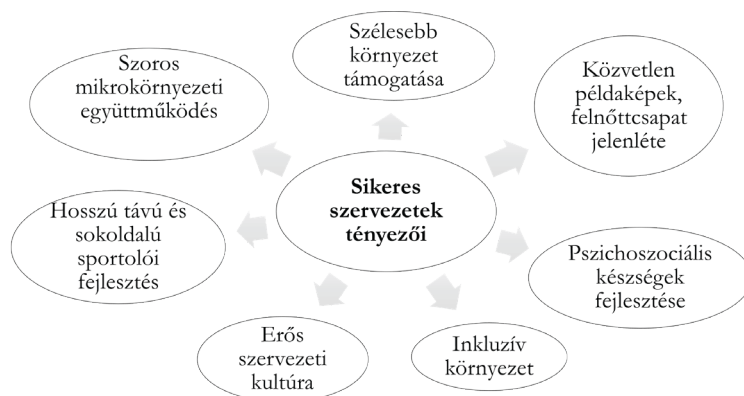 Szélesebb
környezet
támogatása
Közvetlen
példaképek,
felnőttcsapat
jelenléte
Pszichoszociális
készségek
fejlesztése
Inkluzív
környezet
Erős
szervezeti
kultúra
Hosszú távú és
sokoldalú
sportolói
fejlesztés
Szoros
mikrokörnyezeti
együttműködés
Sikeres
szervezetek
tényezői